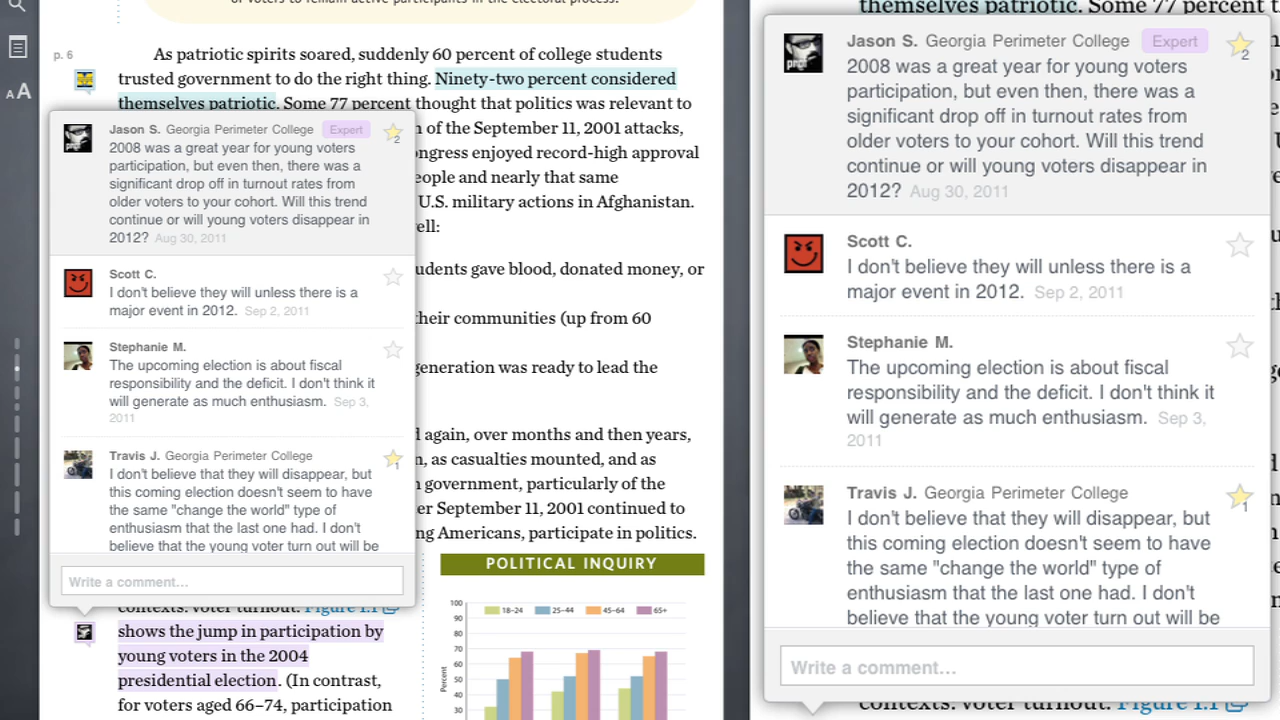 or voters to remain active participants in the electoral process.
p. 6
As patriotic spirits soared, suddenly 60 percent of college students
trusted government to do the right thing. Ninety-two percent considered
themselves patriotic. Some 77 percent thought that politics was relevant to
of the September 11, 2001 attacks,
ongress enjoyed record-high approval
eople and nearly that same
U.S. military actions in Afghanistan.
ell:
udents gave blood, donated money, or
their communities (up from 60
generation was ready to lead the
again, over months and then years,
, as casualties mounted, and as
government, particularly of the
er September 11, 2001 continued to
ng Americans, participate in politics.
AA
Jason S. Georgia Perimeter College Expert
2
2008 was a great year for young voters
participation, but even then, there was a
significant drop off in turnout rates from
older voters to your cohort. Will this trend
continue or will young voters disappear in
2012? Aug 30, 2011
Scott C.
I don't believe they will unless there is a
major event in 2012. Sep 2, 2011
Stephanie M.
The upcoming election is about fiscal
responsibility and the deficit. I don't think it
will generate as much enthusiasm. Sep 3,
2011
Travis J. Georgia Perimeter College
1
I don't believe that they will disappear, but
this coming election doesn't seem to have
the same "change the world" type of
enthusiasm that the last one had. I don't
believe that the young voter turn out will be
Write a comment...
contexts: voter turnout. Figure 1.1
shows the jump in participation by
young voters in the 2004
presidential election. (In contrast,
for voters aged 66–74, participation
POLITICAL INQUIRY
18–24 25–44 45–64 65+
100
90
80
70
60
50
40
30
Percent
themselves patriotic. Some 77 percent t
Jason S. Georgia Perimeter College Expert
2
2008 was a great year for young voters
participation, but even then, there was a
significant drop off in turnout rates from
older voters to your cohort. Will this trend
continue or will young voters disappear in
2012? Aug 30, 2011
Scott C.
I don't believe they will unless there is a
major event in 2012. Sep 2, 2011
Stephanie M.
The upcoming election is about fiscal
responsibility and the deficit. I don't think it
will generate as much enthusiasm. Sep 3,
2011
Travis J. Georgia Perimeter College
1
I don't believe that they will disappear, but
this coming election doesn't seem to have
the same "change the world" type of
enthusiasm that the last one had. I don't
believe that the young voter turn out will be
Write a comment...
contexts: voter turnout. Figure 1.1